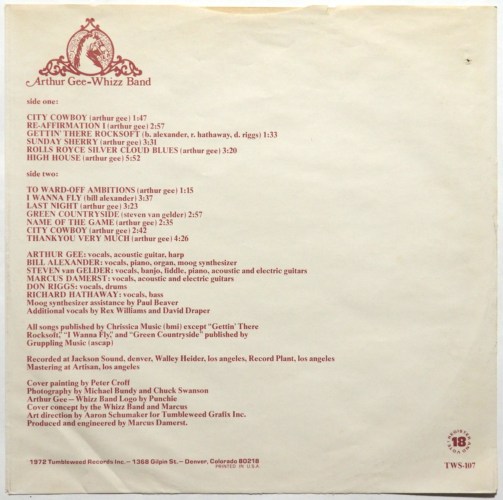 Arthur Gee-Whizz Band
side one:
CITY COWBOY (arthur gee) 1:47
RE-AFFIRMATION I (arthur gee) 2:57
GETTIN' THERE ROCKSOFT (b. alexander, r. hathaway, d. riggs) 1:33
SUNDAY SHERRY (arthur gee) 3:31
ROLLS ROYCE SILVER CLOUD BLUES (arthur gee) 3:20
HIGH HOUSE (arthur gee) 5:52
side two:
TO WARD-OFF AMBITIONS (arthur gee) 1:15
I WANNA FLY (bill alexander) 3:37
LAST NIGHT (arthur gee) 3:23
GREEN COUNTRYSIDE (steven van gelder) 2:57
NAME OF THE GAME (arthur gee) 2:35
CITY COWBOY (arthur gee) 2:42
THANKYOU VERY MUCH (arthur gee) 4:26
ARTHUR GEE: vocals, acoustic guitar, harp
BILL ALEXANDER: vocals, piano, organ, moog synthesizer
STEVEN van GELDER: vocals, banjo, fiddle, piano, acoustic and electric guitars
MARCUS DAMERST: vocals, acoustic and electric guitars
DON RIGGS: vocals, drums
RICHARD HATHAWAY: vocals, bass
Moog synthesizer assistance by Paul Beaver
Additional vocals by Rex Williams and David Draper
All songs published by Chrissica Music (bmi) except "Gettin' There
Rocksoft," "I Wanna Fly," and "Green Countryside" published by
Gruppling Music (ascap)
Recorded at Jackson Sound, denver, Walley Heider, los angeles, Record Plant, los angeles
Mastering at Artisan, los angeles
Cover painting by Peter Croff
Photography by Michael Bundy and Chuck Swanson
Arthur Gee – Whizz Band Logo by Punchie
Cover concept by the Whizz Band and Marcus
Art direction by Aaron Schumaker for Tumbleweed Grafix Inc.
Produced and engineered by Marcus Damerst.
1972 Tumbleweed Records Inc. – 1368 Gilpin St. – Denver, Colorado 80218
PRINTED IN U.S.A.
18
TWS-107